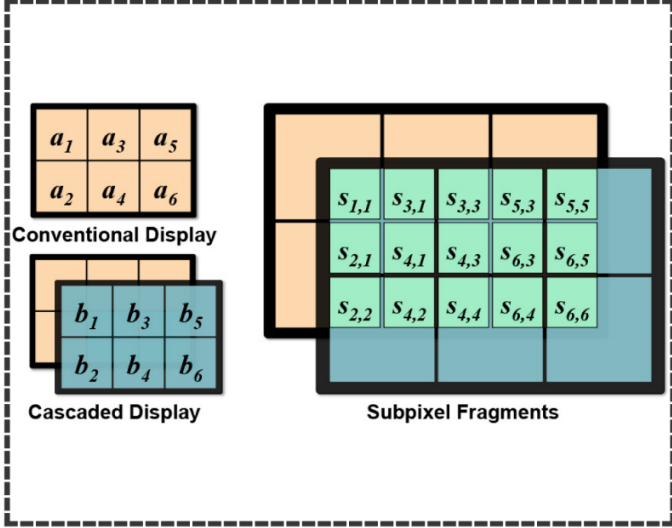 a1 a3 a5
a2 a4 a6
Conventional Display
b1 b3 b5
b2 b4 b6
Cascaded Display
s1,1 s3,1 s3,3 s5,3 s5,5
s2,1 s4,1 s4,3 s6,3 s6,5
s2,2 s4,2 s4,4 s6,4 s6,6
Subpixel Fragments